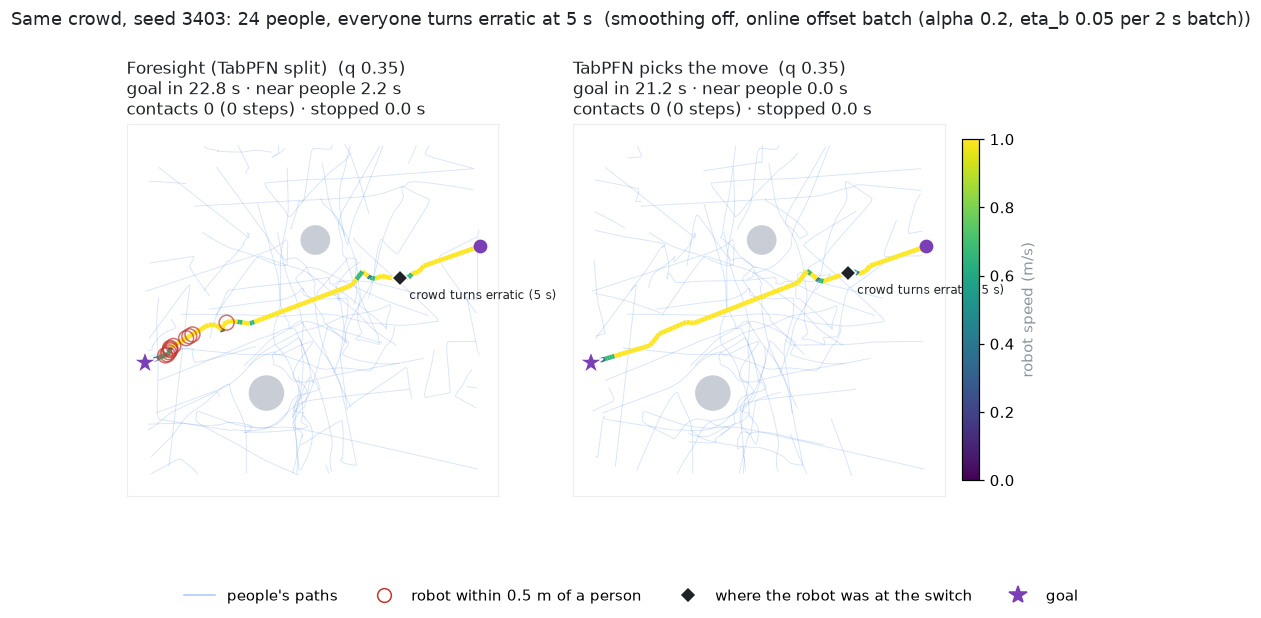 Same crowd, seed 3403: 24 people, everyone turns erratic at 5 s  (smoothing off, online offset batch (alpha 0.2, eta_b 0.05 per 2 s batch))
Foresight (TabPFN split)  (q 0.35)
goal in 22.8 s · near people 2.2 s
contacts 0 (0 steps) · stopped 0.0 s
TabPFN picks the move  (q 0.35)
goal in 21.2 s · near people 0.0 s
contacts 0 (0 steps) · stopped 0.0 s
crowd turns erratic (5 s)
crowd turns erratic (5 s)
1.0
0.8
0.6
0.4
0.2
0.0
robot speed (m/s)
people's paths
robot within 0.5 m of a person
where the robot was at the switch
goal